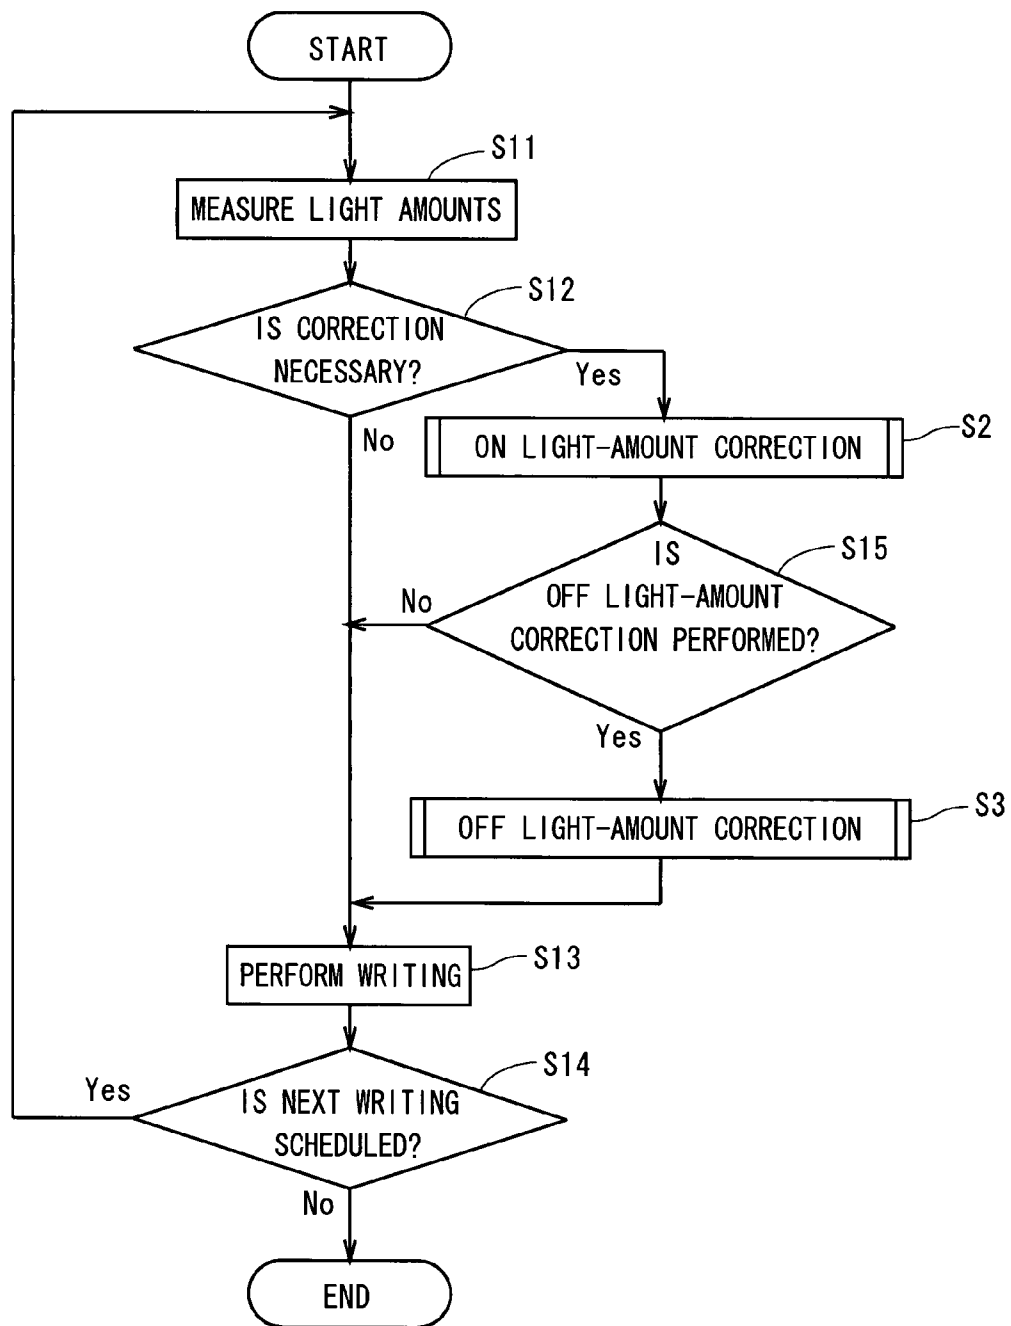 START
S11
MEASURE LIGHT AMOUNTS
S12
IS CORRECTION
NECESSARY?
Yes
No
S2
ON LIGHT-AMOUNT CORRECTION
S15
IS
OFF LIGHT-AMOUNT
CORRECTION PERFORMED?
No
Yes
S3
OFF LIGHT-AMOUNT CORRECTION
S13
PERFORM WRITING
S14
Yes
IS NEXT WRITING
SCHEDULED?
No
END